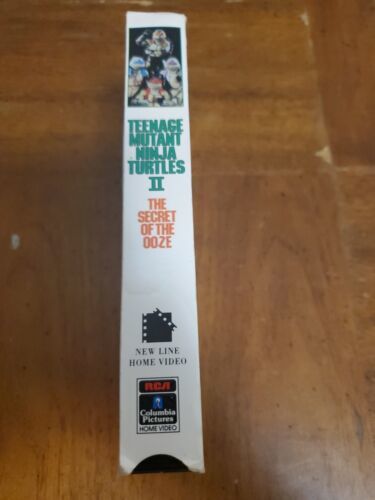 TEENAGE
MUTANT
NINJA
TURTLES
II
THE
SECRET
OF THE
OOZE
NEW LINE
HOME VIDEO
RCA
Columbia
Pictures
HOME VIDEO